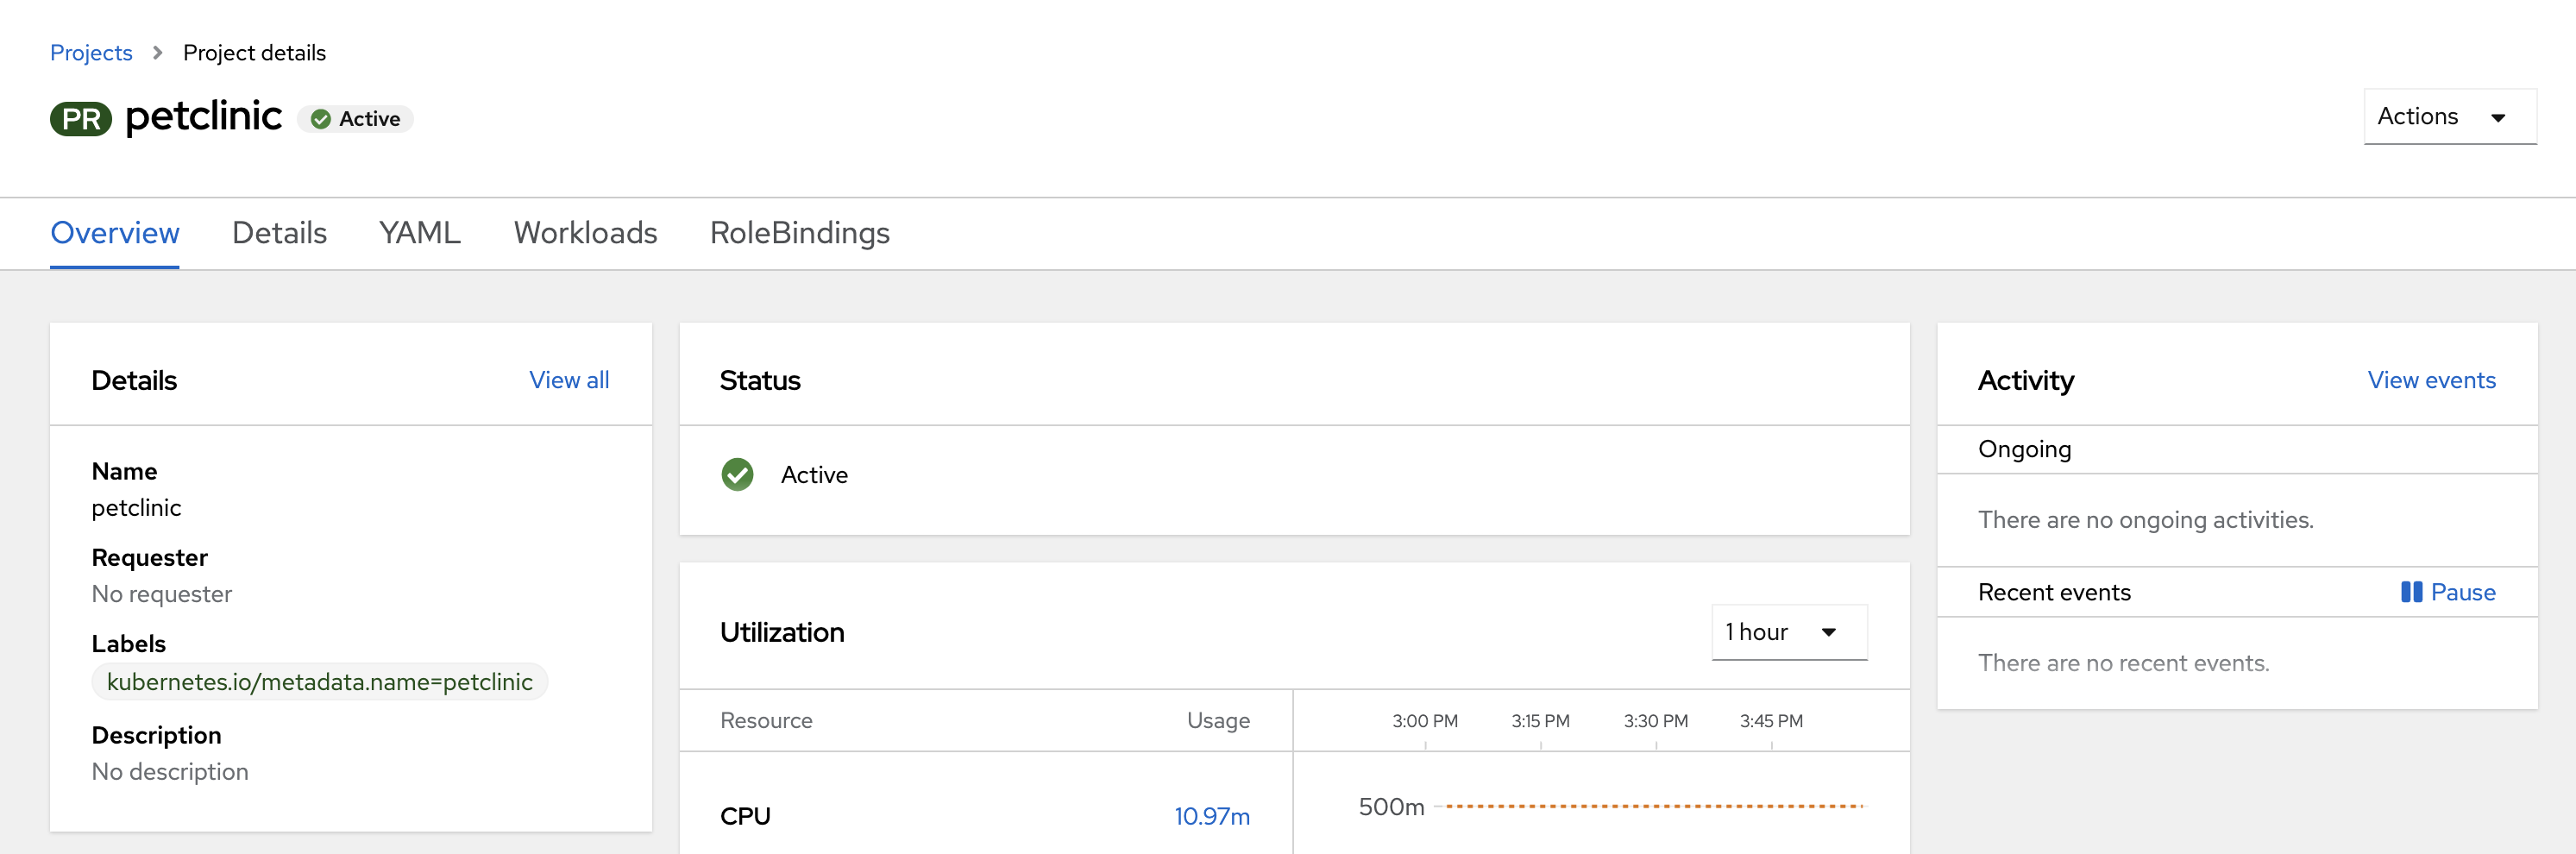 Projects > Project details
PR petclinic Active
Actions
Overview Details YAML Workloads RoleBindings
Details View all
Name
petclinic
Requester
No requester
Labels
kubernetes.io/metadata.name=petclinic
Description
No description
Status
Active
Utilization 1 hour
Resource Usage 3:00 PM 3:15 PM 3:30 PM 3:45 PM
CPU 10.97m 500m
Activity View events
Ongoing
There are no ongoing activities.
Recent events Pause
There are no recent events.